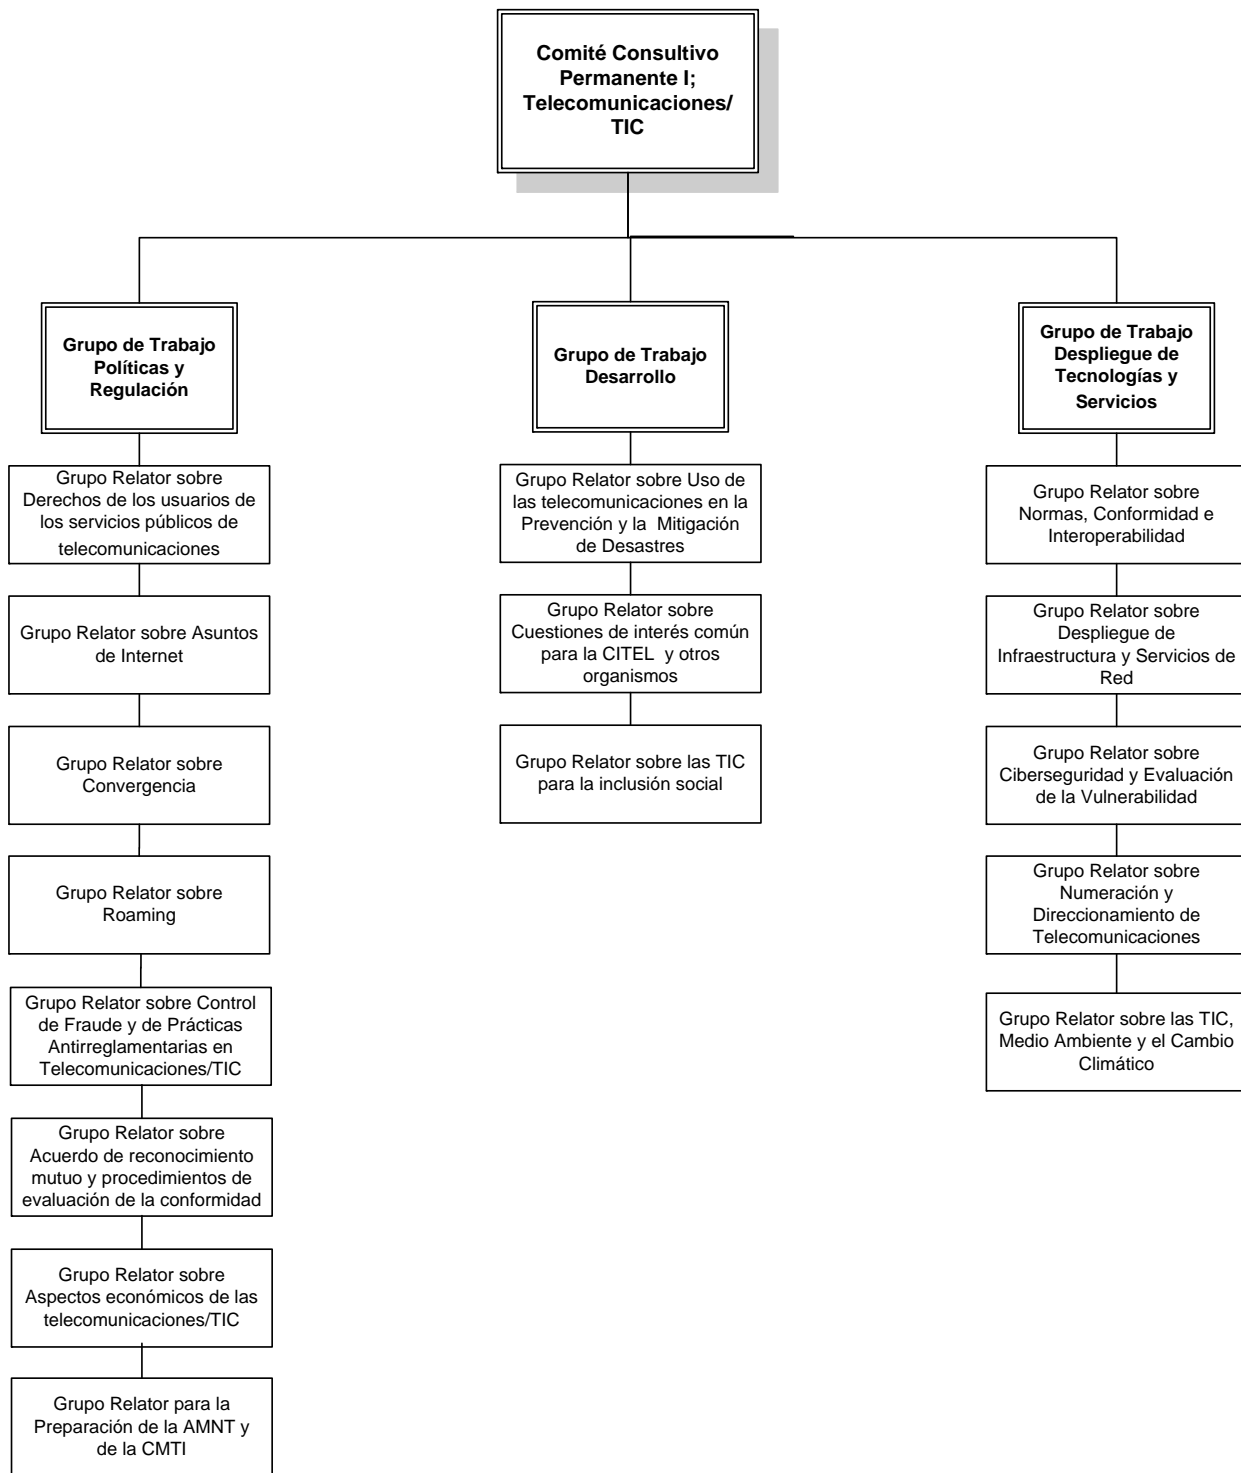 Comité Consultivo
Permanente I;
Telecomunicaciones/
TIC
Grupo de Trabajo
Políticas y
Regulación
Grupo Relator sobre
Derechos de los usuarios de
los servicios públicos de
telecomunicaciones
Grupo Relator sobre Asuntos
de Internet
Grupo Relator sobre
Convergencia
Grupo Relator sobre
Roaming
Grupo Relator sobre Control
de Fraude y de Prácticas
Antirreglamentarias en
Telecomunicaciones/TIC
Grupo Relator sobre
Acuerdo de reconocimiento
mutuo y procedimientos de
evaluación de la conformidad
Grupo Relator sobre
Aspectos económicos de las
telecomunicaciones/TIC
Grupo Relator para la
Preparación de la AMNT y
de la CMTI
Grupo de Trabajo
Desarrollo
Grupo Relator sobre Uso de
las telecomunicaciones en la
Prevención y la Mitigación
de Desastres
Grupo Relator sobre
Cuestiones de interés común
para la CITEL y otros
organismos
Grupo Relator sobre las TIC
para la inclusión social
Grupo de Trabajo
Despliegue de
Tecnologías y
Servicios
Grupo Relator sobre
Normas, Conformidad e
Interoperabilidad
Grupo Relator sobre
Despliegue de
Infraestructura y Servicios de
Red
Grupo Relator sobre
Ciberseguridad y Evaluación
de la Vulnerabilidad
Grupo Relator sobre
Numeración y
Direccionamiento de
Telecomunicaciones
Grupo Relator sobre las TIC,
Medio Ambiente y el Cambio
Climático